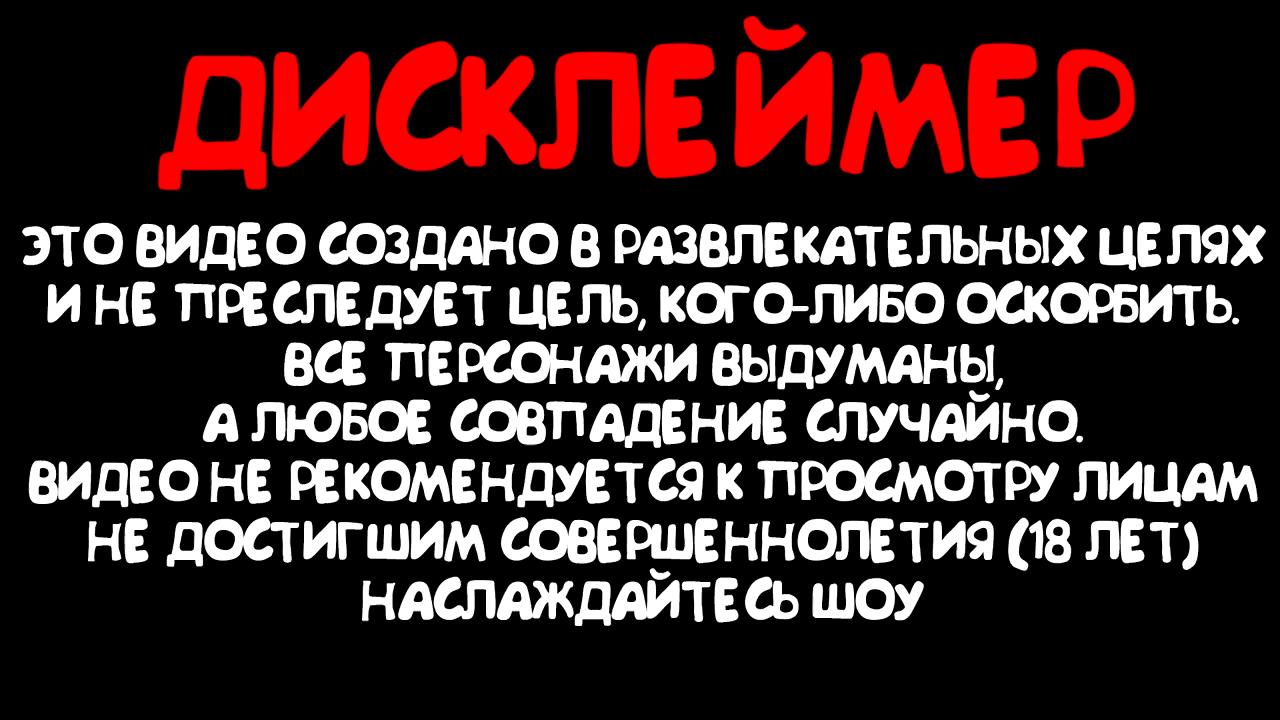 ДИСКЛЕЙМЕР
ЭТО ВИДЕО СОЗДАНО В РАЗВЛЕКАТЕЛЬНЫХ ЦЕЛЯХ
И НЕ ПРЕСЛЕДУЕТ ЦЕЛЬ, КОГО-ЛИБО ОСКОРБИТЬ.
ВСЕ ПЕРСОНАЖИ ВЫДУМАНЫ,
А ЛЮБОЕ СОВПАДЕНИЕ СЛУЧАЙНО.
ВИДЕО НЕ РЕКОМЕНДУЕТСЯ К ПРОСМОТРУ ЛИЦАМ
НЕ ДОСТИГШИМ СОВЕРШЕННОЛЕТИЯ (18 ЛЕТ)
НАСЛАЖДАЙТЕСЬ ШОУ